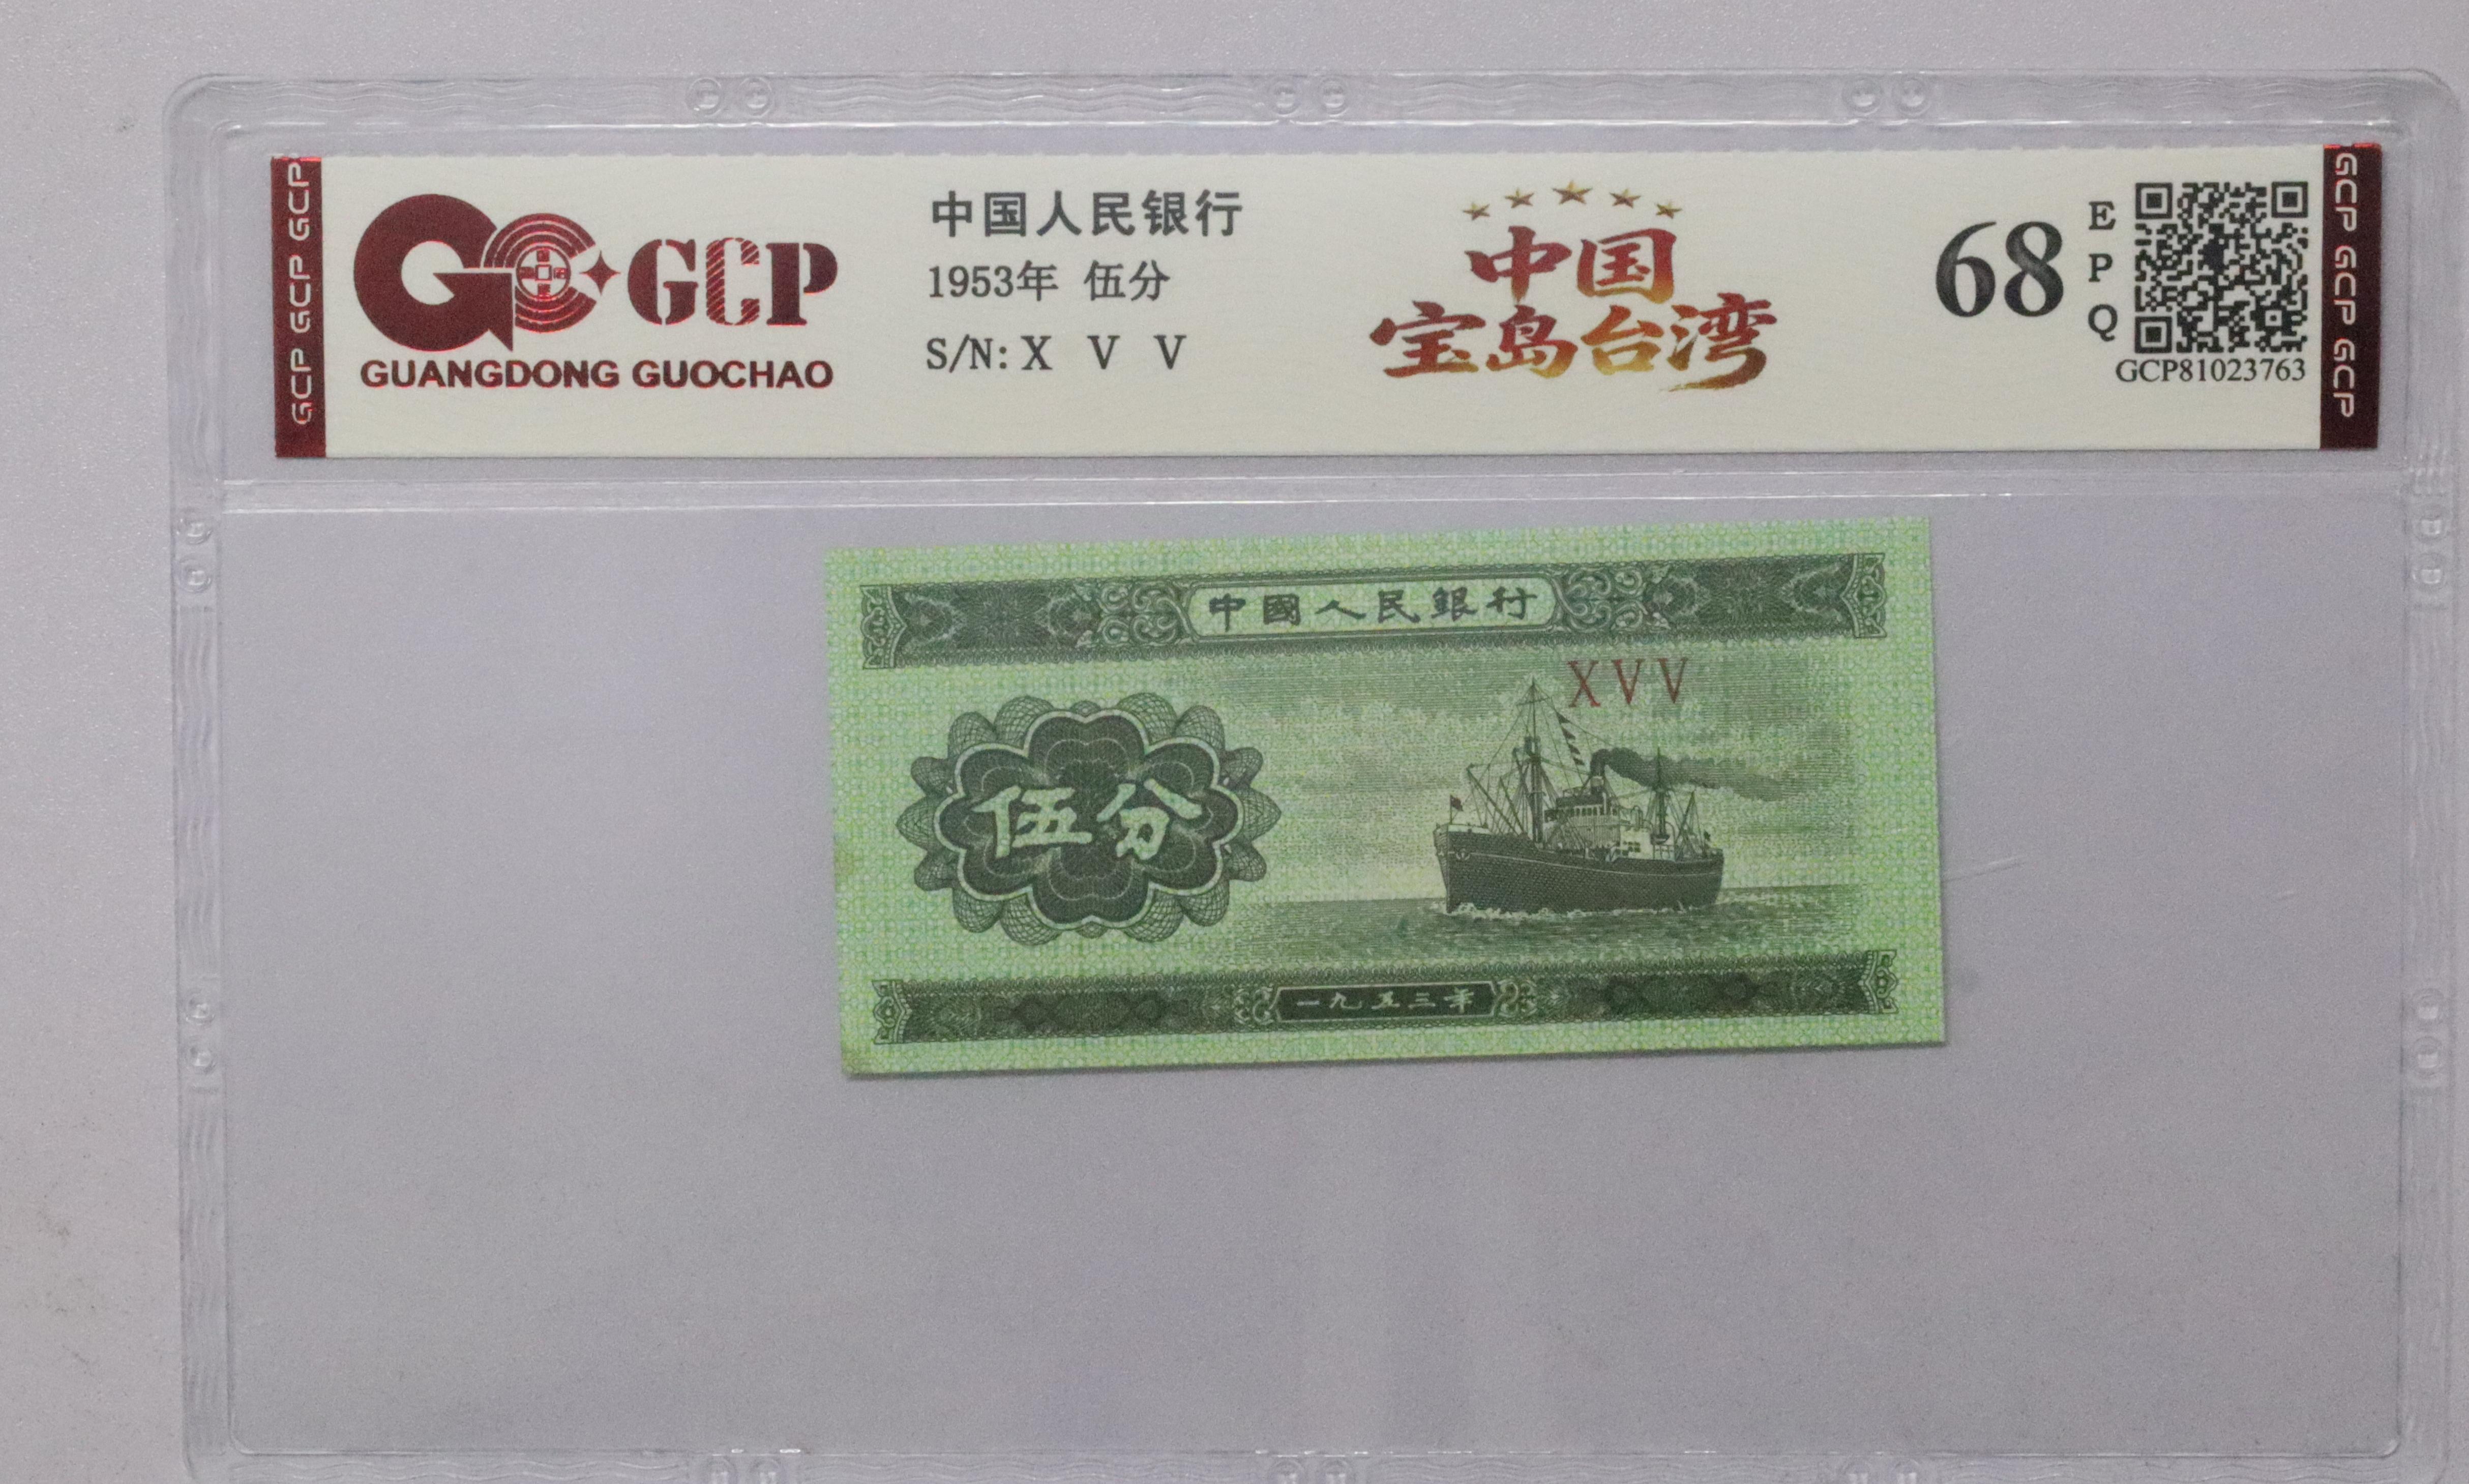 GCP GCP GCP
GCP
GUANGDONG GUOCHAO
中国人民银行
1953年 伍分
S/N: X V V
中国
宝岛台湾
68
EPQ
GCP81023763
GCP GCP GCP
中國人民銀行
XVV
伍分
一九五三年